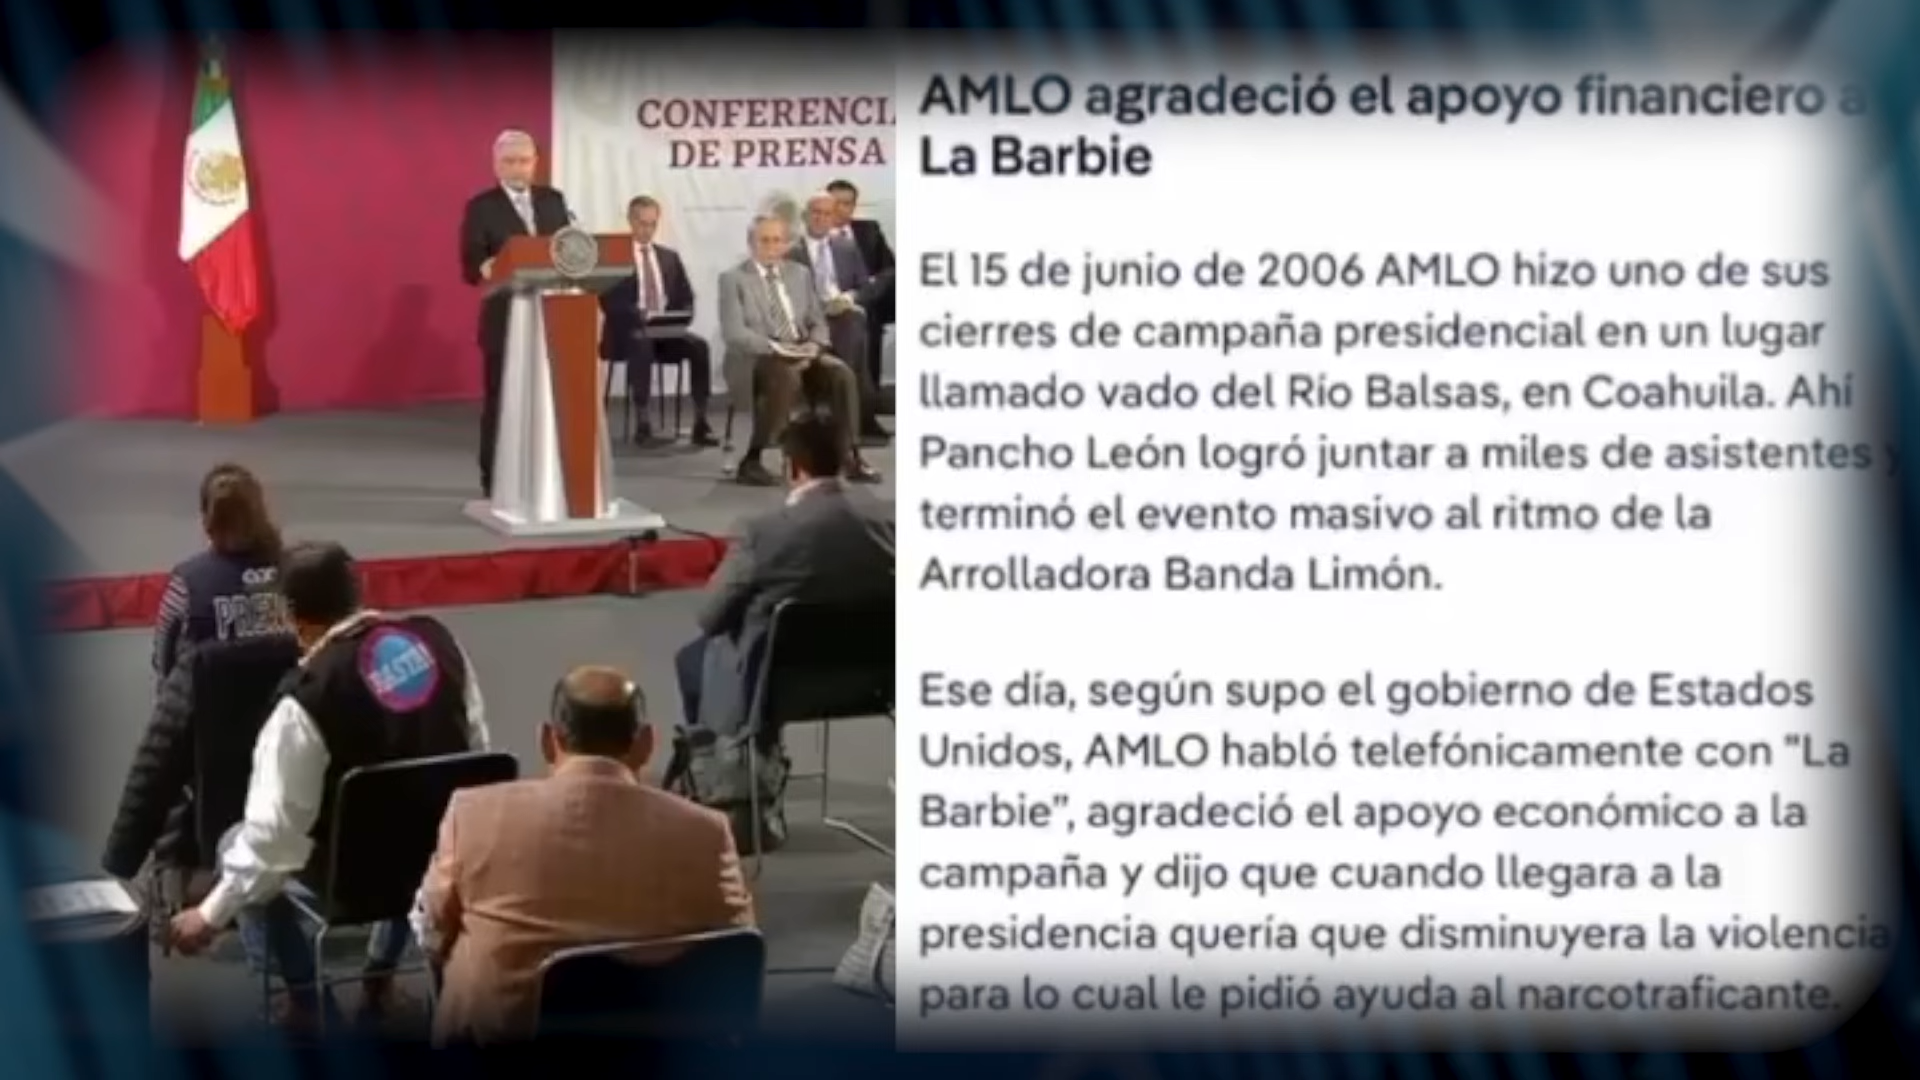 CONFERENCI
DE PRENSA
PREN
BASTA
AMLO agradeció el apoyo financiero a
La Barbie
El 15 de junio de 2006 AMLO hizo uno de sus
cierres de campaña presidencial en un lugar
llamado vado del Río Balsas, en Coahuila. Ahí
Pancho León logró juntar a miles de asistentes y
terminó el evento masivo al ritmo de la
Arrolladora Banda Limón.
Ese día, según supo el gobierno de Estados
Unidos, AMLO habló telefónicamente con "La
Barbie", agradeció el apoyo económico a la
campaña y dijo que cuando llegara a la
presidencia quería que disminuyera la violencia
para lo cual le pidió ayuda al narcotraficante.